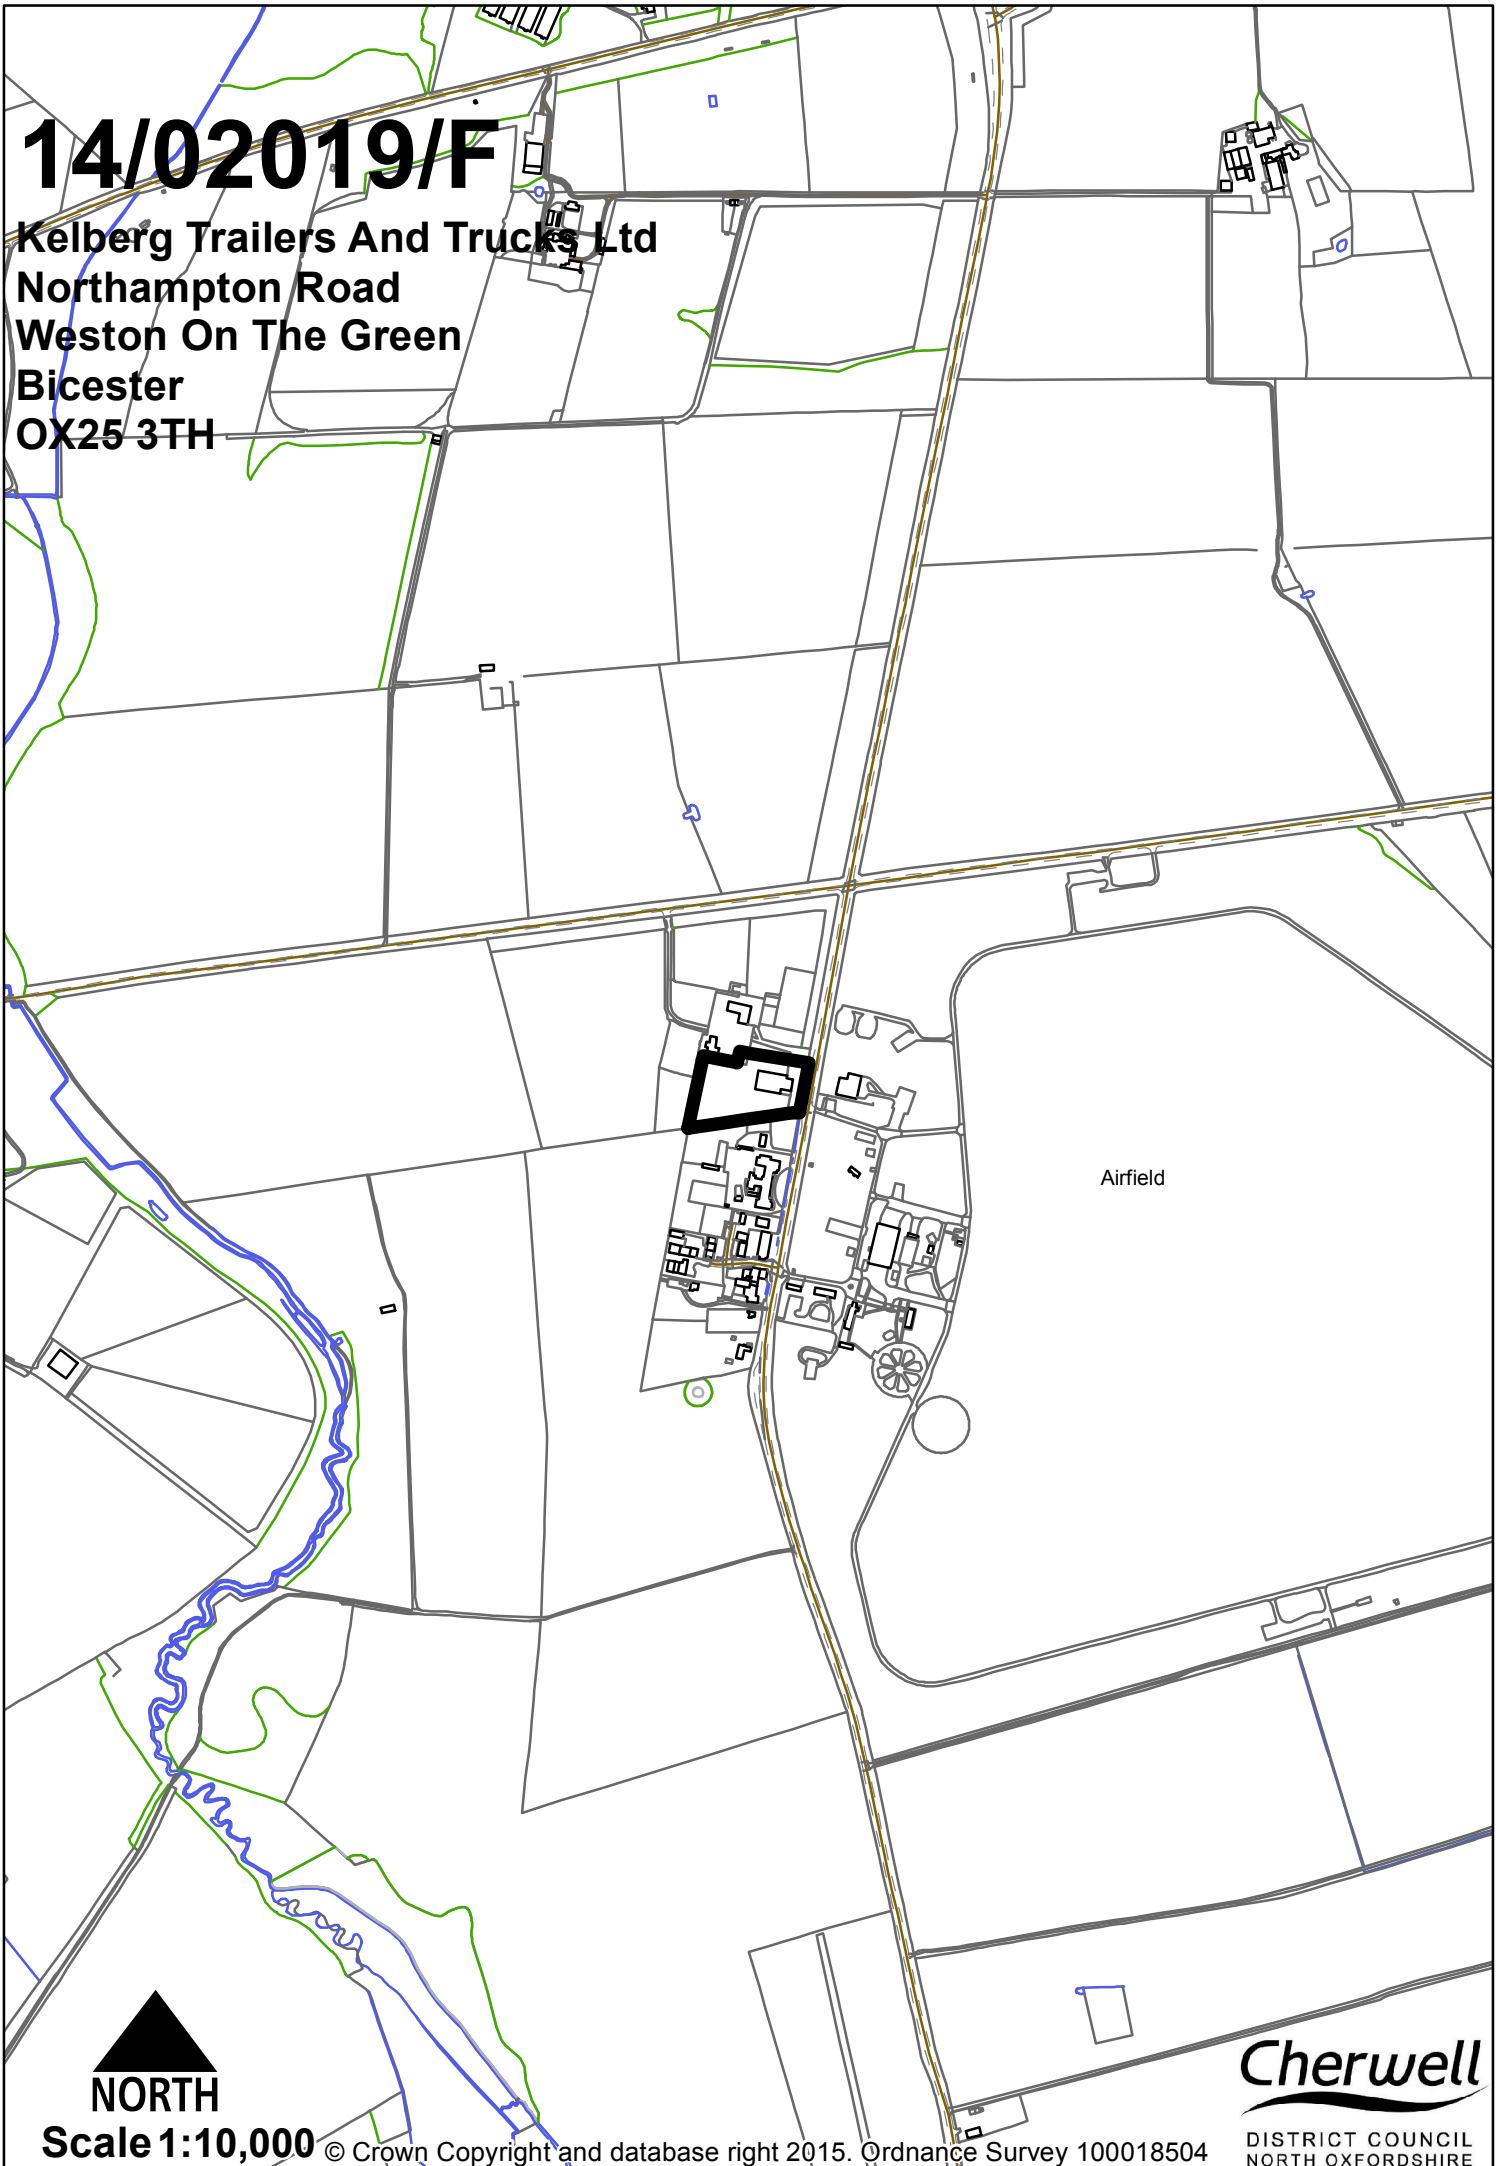 14/02019/F
Kelberg Trailers And Trucks Ltd
Northampton Road
Weston On The Green
Bicester
OX25 3TH
Airfield
NORTH
Scale 1:10,000
© Crown Copyright and database right 2015. Ordnance Survey 100018504
Cherwell
DISTRICT COUNCIL
NORTH OXFORDSHIRE